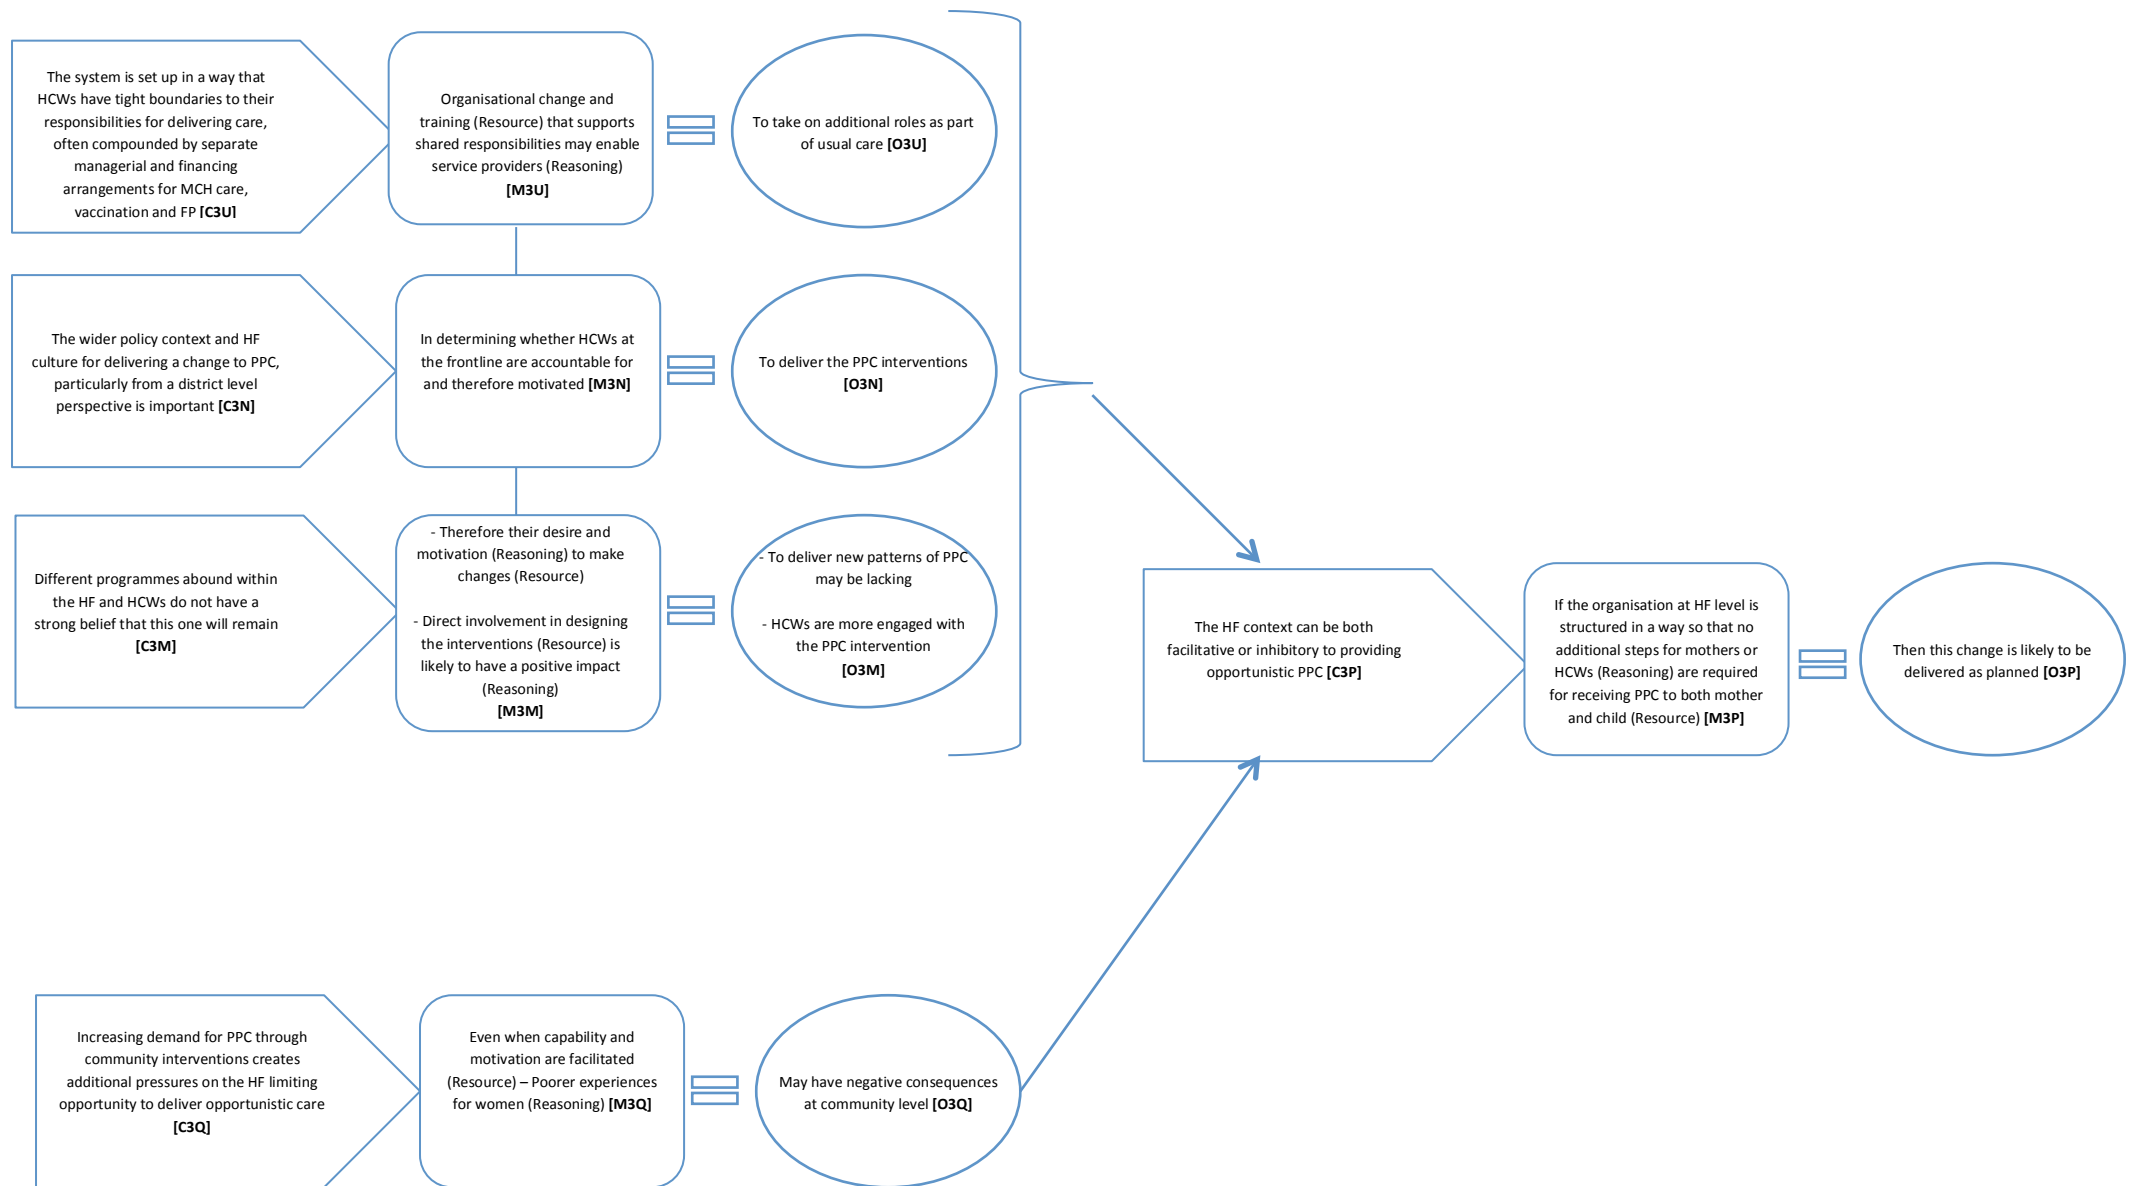 The system is set up in a way that
HCWs have tight boundaries to their
responsibilities for delivering care,
often compounded by separate
managerial and financing
arrangements for MCH care,
vaccination and FP [C3U]
Organisational change and
training (Resource) that supports
shared responsibilities may enable
service providers (Reasoning)
[M3U]
To take on additional roles as part
of usual care [O3U]
The wider policy context and HF
culture for delivering a change to PPC,
particularly from a district level
perspective is important [C3N]
In determining whether HCWs at
the frontline are accountable for
and therefore motivated [M3N]
To deliver the PPC interventions
[O3N]
Different programmes abound within
the HF and HCWs do not have a
strong belief that this one will remain
[C3M]
- Therefore their desire and
motivation (Reasoning) to make
changes (Resource)
- Direct involvement in designing
the interventions (Resource) is
likely to have a positive impact
(Reasoning)
[M3M]
- To deliver new patterns of PPC
may be lacking
- HCWs are more engaged with
the PPC intervention
[O3M]
The HF context can be both
facilitative or inhibitory to providing
opportunistic PPC [C3P]
If the organisation at HF level is
structured in a way so that no
additional steps for mothers or
HCWs (Reasoning) are required
for receiving PPC to both mother
and child (Resource) [M3P]
Then this change is likely to be
delivered as planned [O3P]
Increasing demand for PPC through
community interventions creates
additional pressures on the HF limiting
opportunity to deliver opportunistic care
[C3Q]
Even when capability and
motivation are facilitated
(Resource) – Poorer experiences
for women (Reasoning) [M3Q]
May have negative consequences
at community level [O3Q]